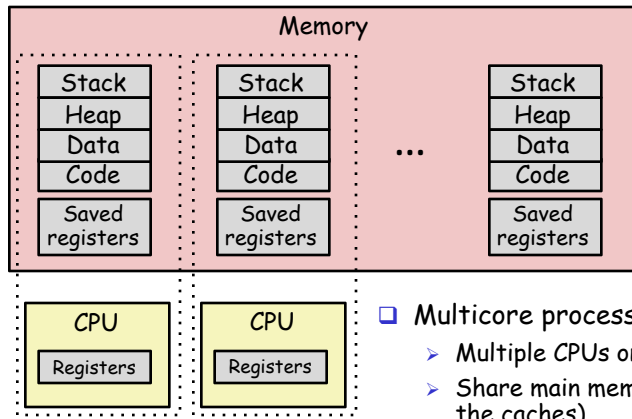 Memory
Stack
Heap
Data
Code
Saved
registers
Stack
Heap
Data
Code
Saved
registers
...
Stack
Heap
Data
Code
Saved
registers
CPU
Registers
CPU
Registers
Multicore process
Multiple CPUs
Share main mem
the caches)